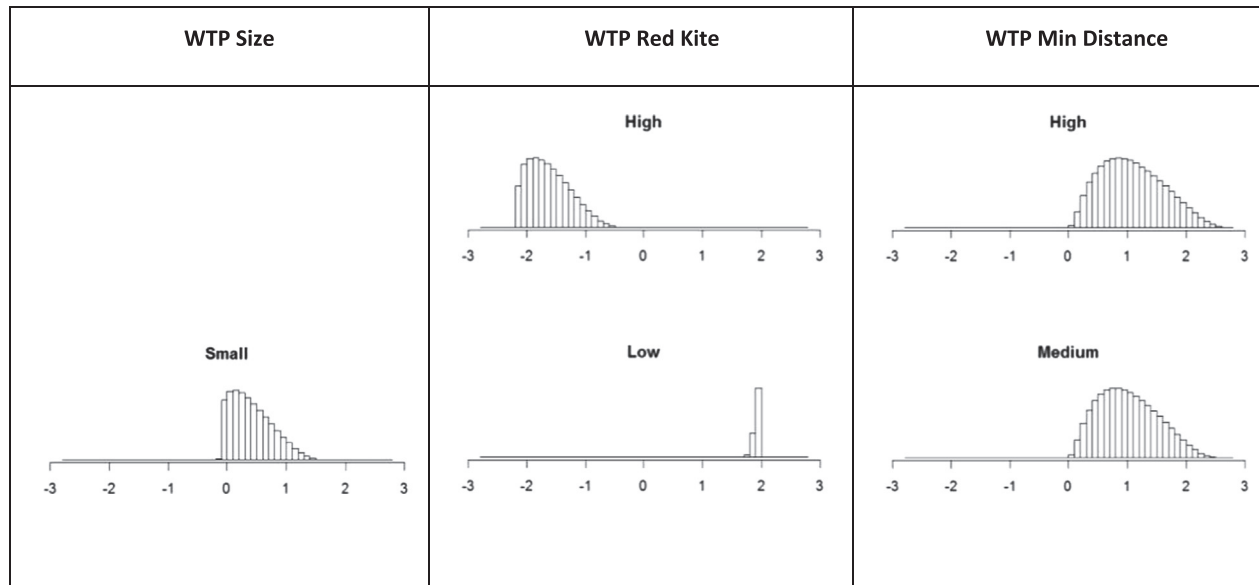 WTP Size
WTP Red Kite
WTP Min Distance
High
-3 -2 -1 0 1 2 3
High
-3 -2 -1 0 1 2 3
Small
-3 -2 -1 0 1 2 3
Low
-3 -2 -1 0 1 2 3
Medium
-3 -2 -1 0 1 2 3